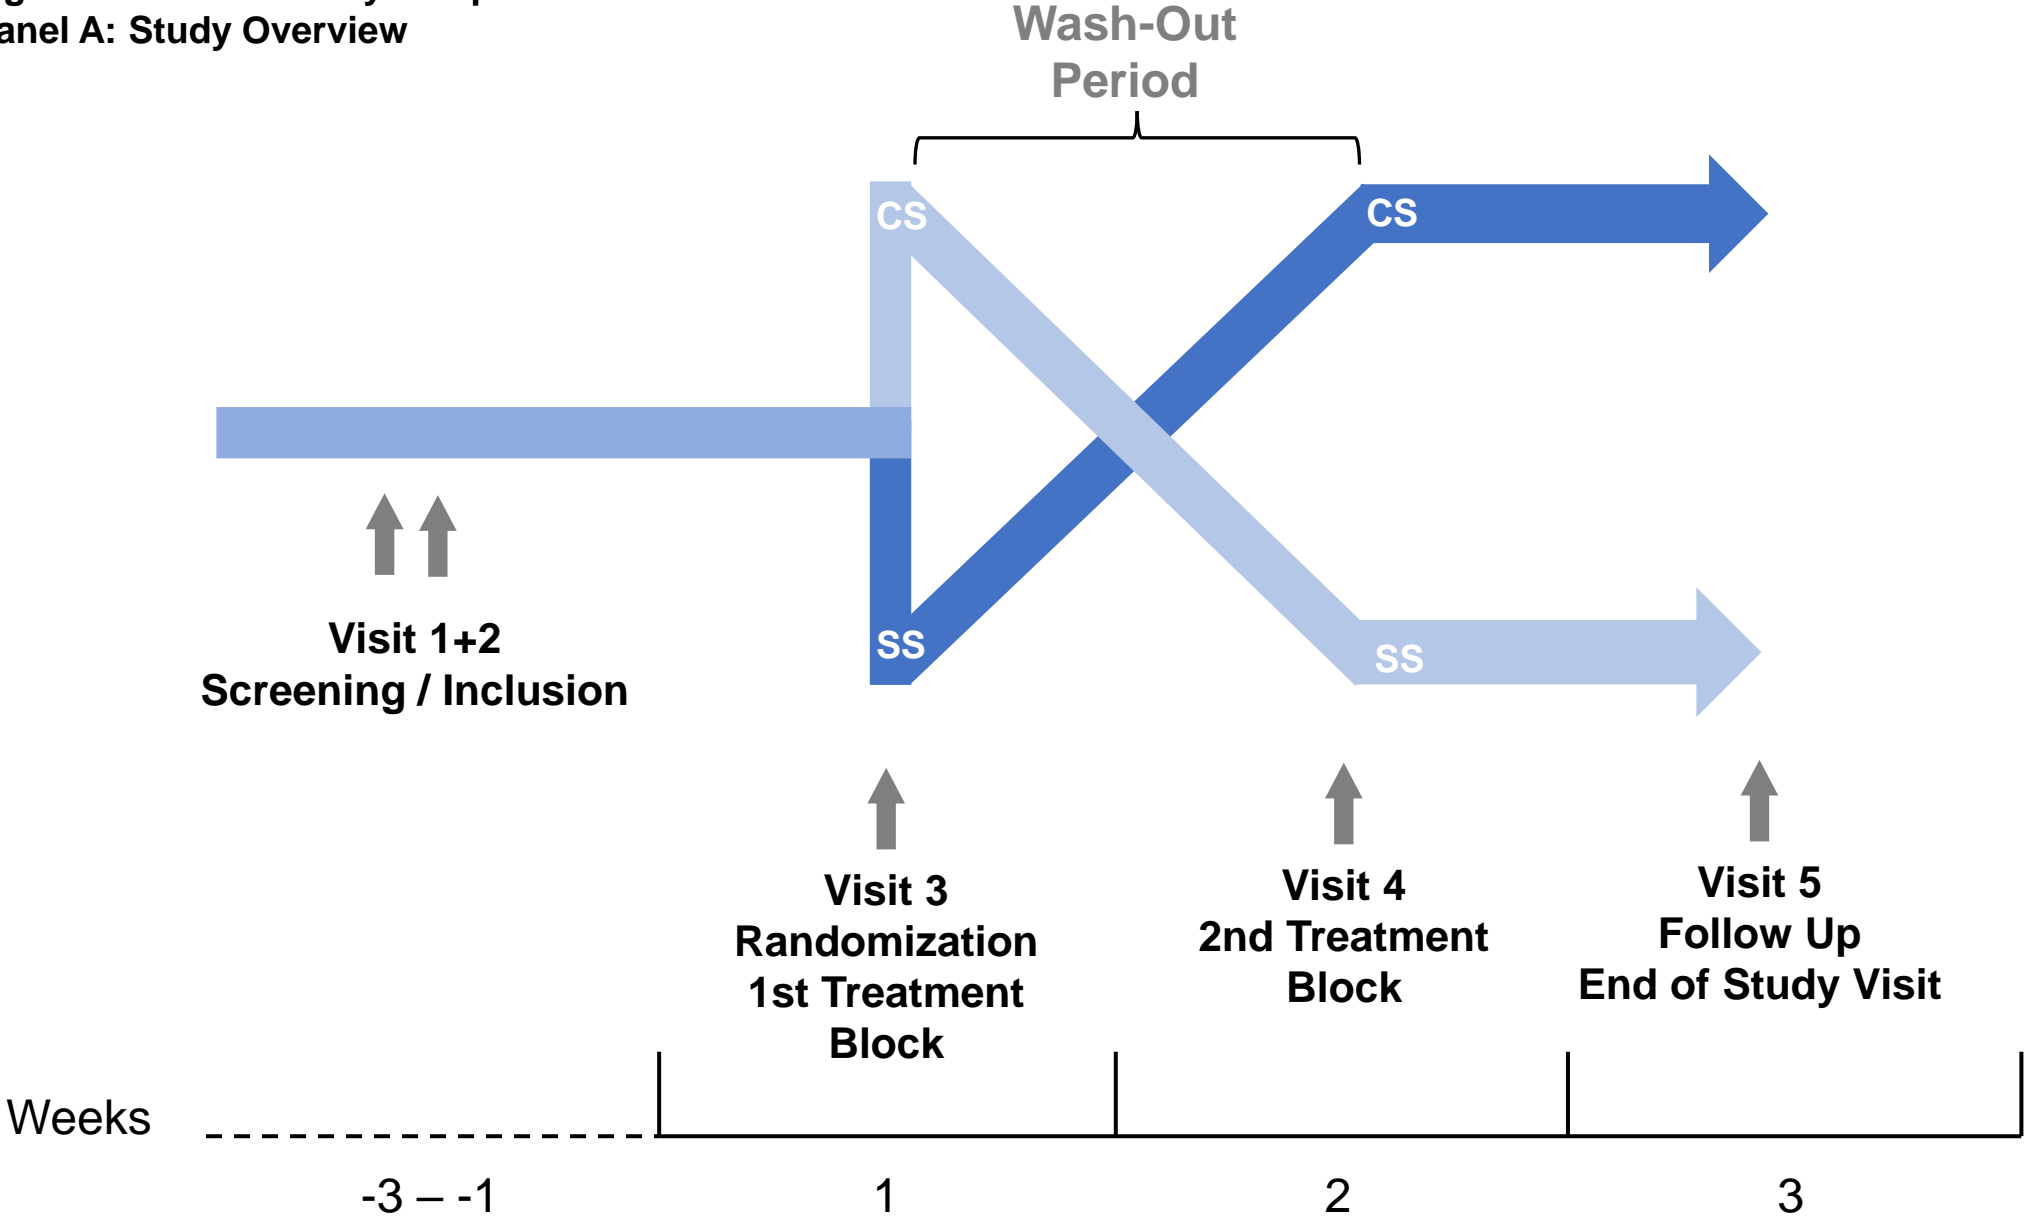 Panel A: Study Overview
Wash-Out
Period
CS
CS
SS
SS
Visit 1+2
Screening / Inclusion
Visit 3
Randomization
1st Treatment
Block
Visit 4
2nd Treatment
Block
Visit 5
Follow Up
End of Study Visit
Weeks
-3 – -1
1
2
3